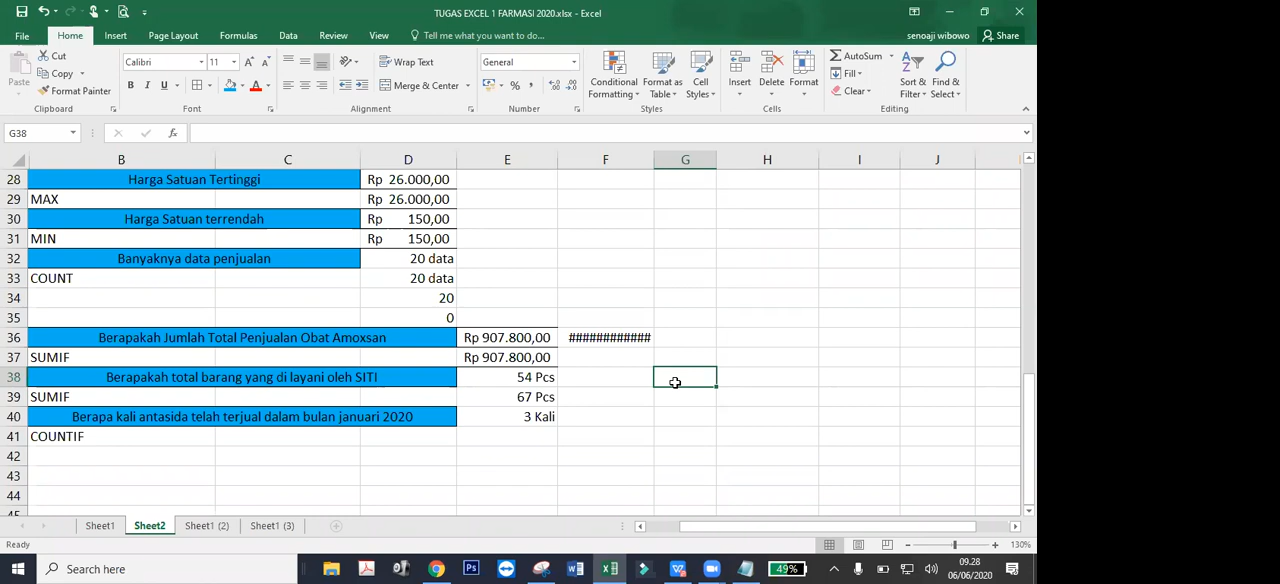 TUGAS EXCEL 1 FARMASI 2020.xlsx - Excel
File Home Insert Page Layout Formulas Data Review View Tell me what you want to do... senoaji wibowo Share
Cut
Copy
Format Painter
Paste
Calibri 11 A A
B I U A
Wrap Text
Merge & Center
General
% ,
Conditional Formatting
Format as Table
Cell Styles
Insert Delete Format
AutoSum
Fill
Clear
Sort & Filter
Find & Select
Clipboard Font Alignment Number Styles Cells Editing
G38 fx
B C D E F G H I J
28 Harga Satuan Tertinggi Rp 26.000,00
29 MAX Rp 26.000,00
30 Harga Satuan terrendah Rp 150,00
31 MIN Rp 150,00
32 Banyaknya data penjualan 20 data
33 COUNT 20 data
34 20
35 0
36 Berapakah Jumlah Total Penjualan Obat Amoxsan Rp 907.800,00 ############
37 SUMIF Rp 907.800,00
38 Berapakah total barang yang di layani oleh SITI 54 Pcs
39 SUMIF 67 Pcs
40 Berapa kali antasida telah terjual dalam bulan januari 2020 3 Kali
41 COUNTIF
42
43
44
45
Sheet1 Sheet2 Sheet1 (2) Sheet1 (3)
Ready 130%
Search here 49% 09.28
06/06/2020